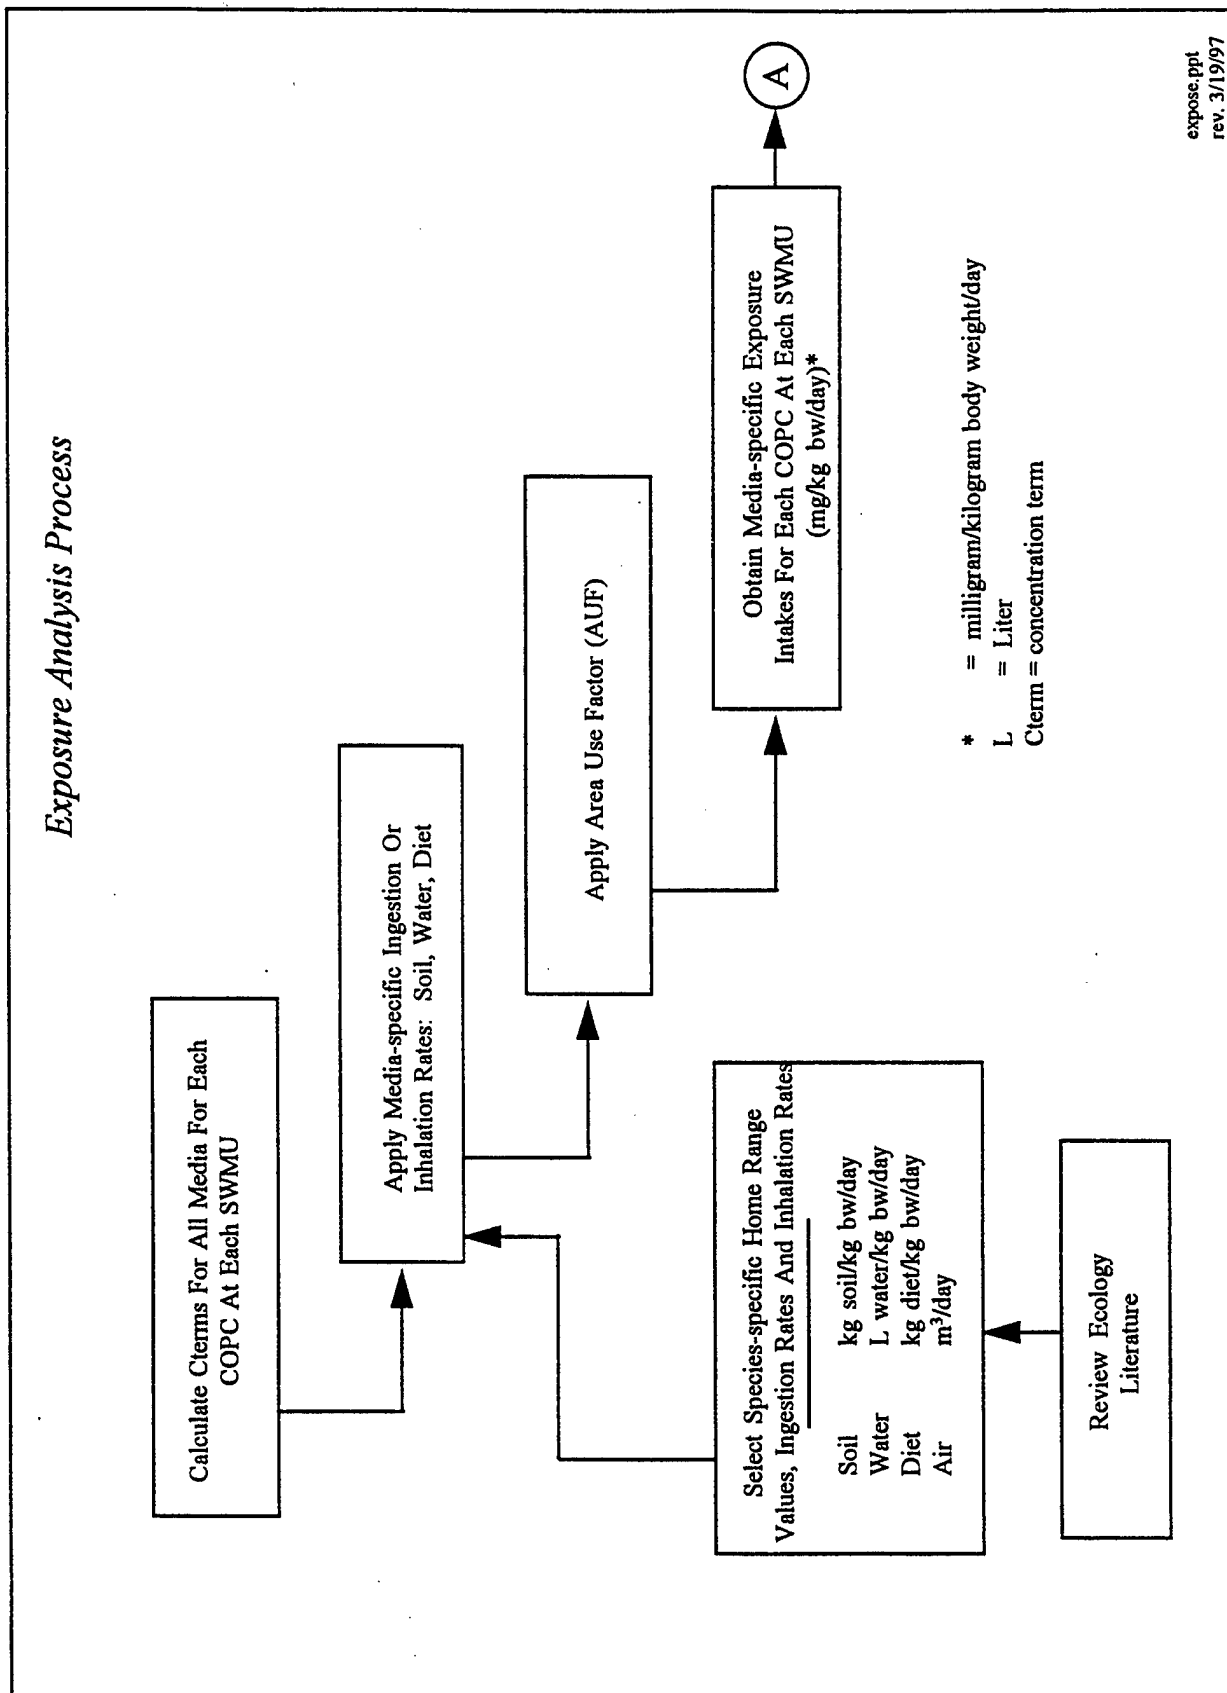 Exposure Analysis Process
Calculate Cterms For All Media For Each
COPC At Each SWMU
Apply Media-specific Ingestion Or
Inhalation Rates: Soil, Water, Diet
Apply Area Use Factor (AUF)
Select Species-specific Home Range
Values, Ingestion Rates And Inhalation Rates
Soil kg soil/kg bw/day
Water L water/kg bw/day
Diet kg diet/kg bw/day
Air m³/day
Obtain Media-specific Exposure
Intakes For Each COPC At Each SWMU
(mg/kg bw/day)*
A
Review Ecology
Literature
* = milligram/kilogram body weight/day
L = Liter
Cterm = concentration term
expose.ppt
rev. 3/19/97